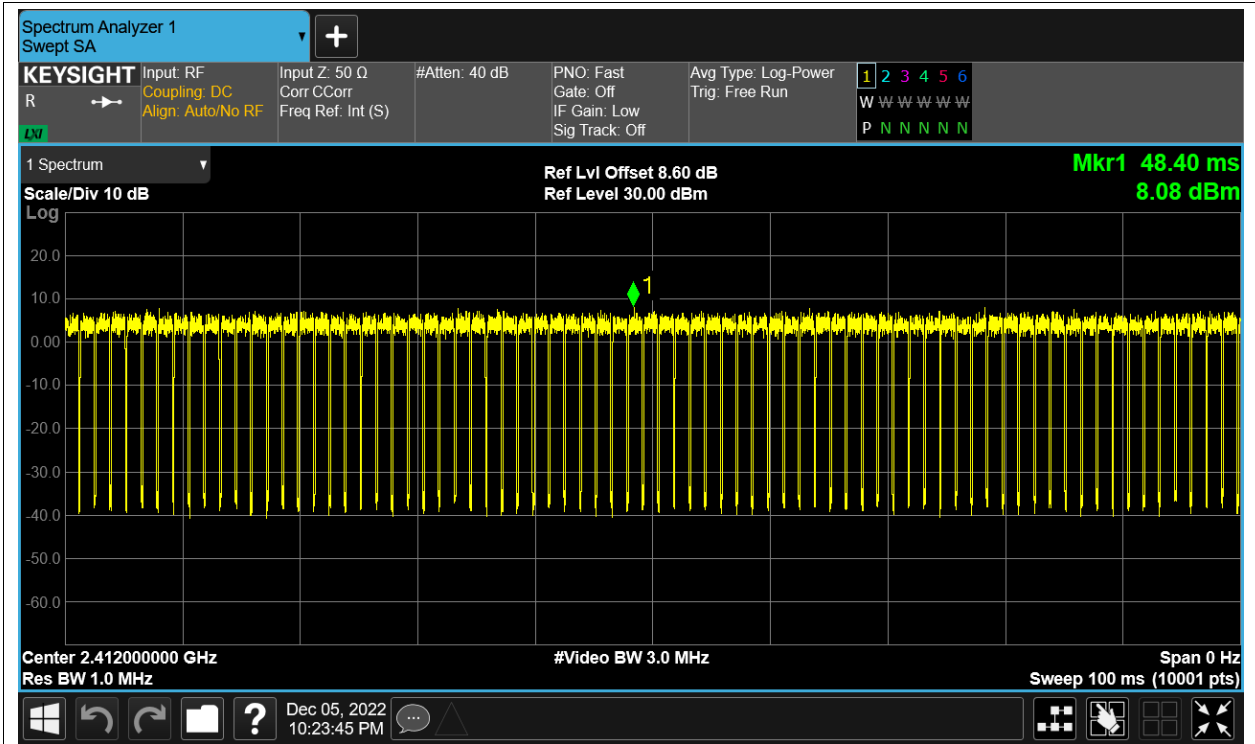 Spectrum Analyzer 1
Swept SA
KEYSIGHT
R
LXI
Input: RF
Coupling: DC
Align: Auto/No RF
Input Z: 50 Ω
Corr CCorr
Freq Ref: Int (S)
#Atten: 40 dB
PNO: Fast
Gate: Off
IF Gain: Low
Sig Track: Off
Avg Type: Log-Power
Trig: Free Run
1 2 3 4 5 6
W W W W W W
P N N N N N
1 Spectrum
Scale/Div 10 dB
Log
Ref Lvl Offset 8.60 dB
Ref Level 30.00 dBm
Mkr1 48.40 ms
8.08 dBm
1
20.0
10.0
0.00
-10.0
-20.0
-30.0
-40.0
-50.0
-60.0
Center 2.412000000 GHz
Res BW 1.0 MHz
#Video BW 3.0 MHz
Span 0 Hz
Sweep 100 ms (10001 pts)
?
Dec 05, 2022
10:23:45 PM